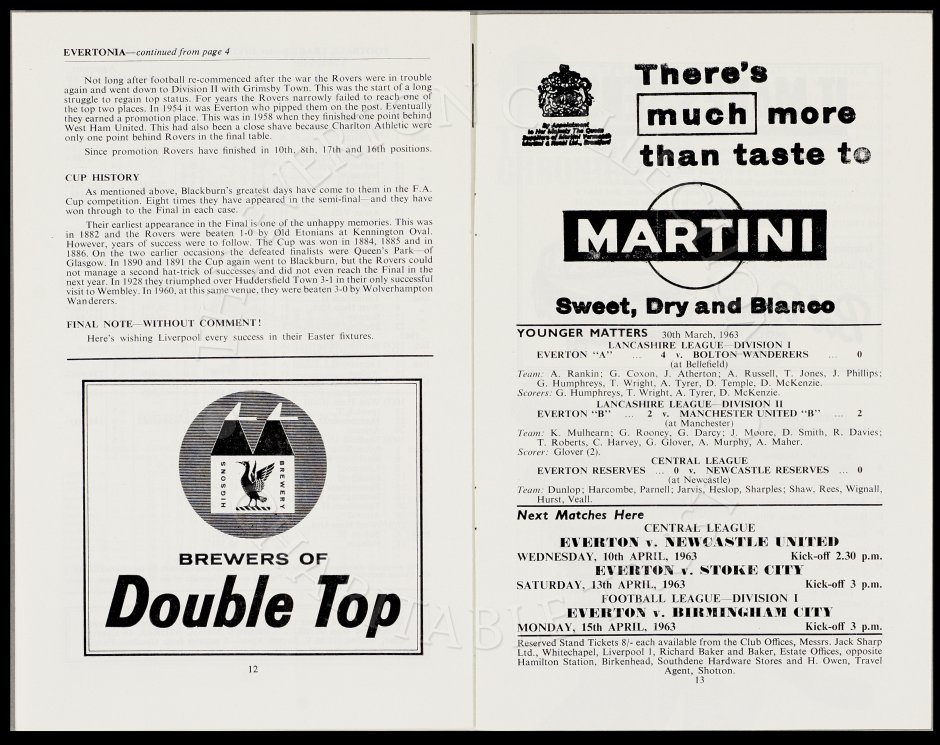 EVERTONIA—continued from page 4
Not long after football re-commenced after the war the Rovers were in trouble
again and went down to Division II with Grimsby Town. This was the start of a long
struggle to regain top status. For years the Rovers narrowly failed to reach one of
the top two places. In 1954 it was Everton who pipped them on the post. Eventually
they earned a promotion place. This was in 1958 when they finished one point behind
West Ham United. This had also been a close shave because Charlton Athletic were
only one point behind Rovers in the final table.
Since promotion Rovers have finished in 10th, 8th, 17th and 16th positions.
CUP HISTORY
As mentioned above, Blackburn's greatest days have come to them in the F.A.
Cup competition. Eight times they have appeared in the semi-final—and they have
won through to the Final in each case.
Their earliest appearance in the Final is one of the unhappy memories. This was
in 1882 and the Rovers were beaten 1-0 by Old Etonians at Kennington Oval.
However, years of success were to follow. The Cup was won in 1884, 1885 and in
1886. On the two earlier occasions the defeated finalists were Queen's Park—of
Glasgow. In 1890 and 1891 the Cup again went to Blackburn, but the Rovers could
not manage a second hat-trick of successes and did not even reach the Final in the
next year. In 1928 they triumphed over Huddersfield Town 3-1 in their only successful
visit to Wembley. In 1960, at this same venue, they were beaten 3-0 by Wolverhampton
Wanderers.
FINAL NOTE—WITHOUT COMMENT!
Here's wishing Liverpool every success in their Easter fixtures.
HIGSONS BREWERY
BREWERS OF
Double Top
12
There's
much more
than taste to
By Appointment
to Her Majesty The Queen
MARTINI
Sweet, Dry and Bianco
YOUNGER MATTERS 30th March, 1963
LANCASHIRE LEAGUE—DIVISION I
EVERTON "A" ... 4 v. BOLTON WANDERERS ... 0
(at Bellefield)
Team: A. Rankin; G. Coxon, J. Atherton; A. Russell, T. Jones, J. Phillips;
G. Humphreys, T. Wright, A. Tyrer, D. Temple, D. McKenzie.
Scorers: G. Humphreys, T. Wright, A. Tyrer, D. McKenzie.
LANCASHIRE LEAGUE—DIVISION II
EVERTON "B" ... 2 v. MANCHESTER UNITED "B" ... 2
(at Manchester)
Team: K. Mulhearn; G. Rooney, G. Darcy; J. Moore, D. Smith, R. Davies;
T. Roberts, C. Harvey, G. Glover, A. Murphy, A. Maher.
Scorer: Glover (2).
CENTRAL LEAGUE
EVERTON RESERVES ... 0 v. NEWCASTLE RESERVES ... 0
(at Newcastle)
Team: Dunlop; Harcombe, Parnell; Jarvis, Heslop, Sharples; Shaw, Rees, Wignall,
Hurst, Veall.
Next Matches Here
CENTRAL LEAGUE
EVERTON v. NEWCASTLE UNITED
WEDNESDAY, 10th APRIL, 1963 Kick-off 2.30 p.m.
EVERTON v. STOKE CITY
SATURDAY, 13th APRIL, 1963 Kick-off 3 p.m.
FOOTBALL LEAGUE—DIVISION I
EVERTON v. BIRMINGHAM CITY
MONDAY, 15th APRIL, 1963 Kick-off 3 p.m.
Reserved Stand Tickets 8/- each available from the Club Offices, Messrs. Jack Sharp
Ltd., Whitechapel, Liverpool 1, Richard Baker and Baker, Estate Offices, opposite
Hamilton Station, Birkenhead, Southdene Hardware Stores and H. Owen, Travel
Agent, Shotton.
13